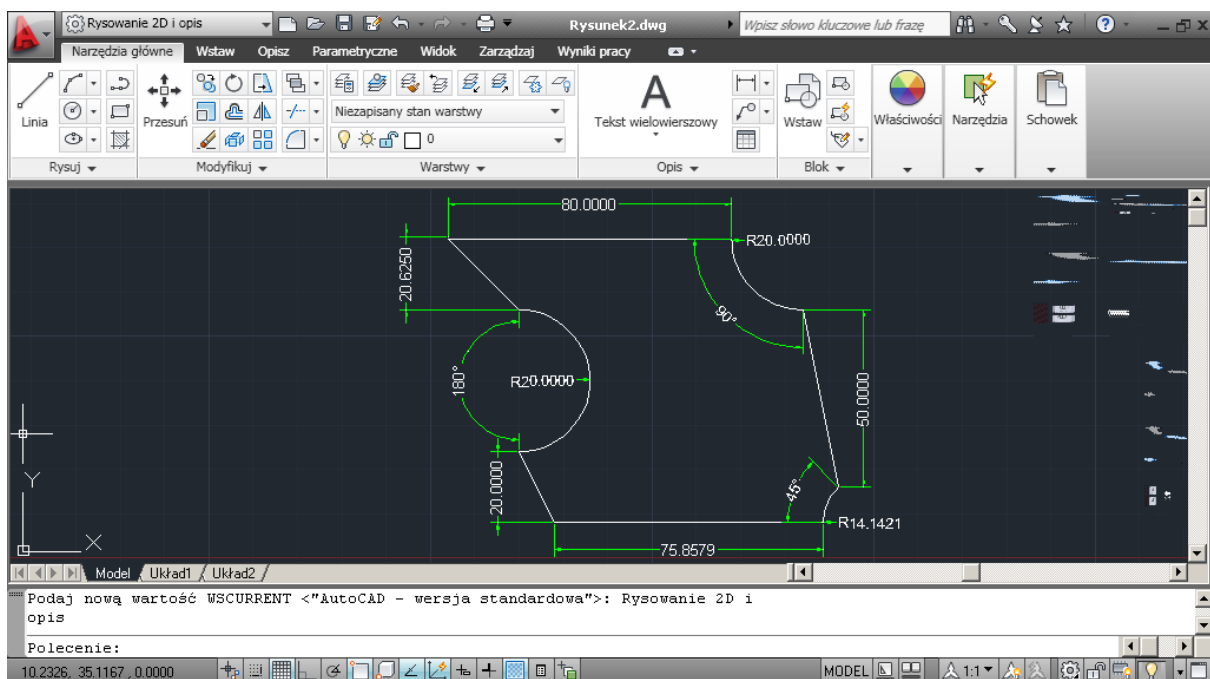 Rysowanie 2D i opis
Rysunek2.dwg
Wpisz słowo kluczowe lub frazę
Narzędzia główne Wstaw Opisz Parametryczne Widok Zarządzaj Wyniki pracy
Linia
Przesuń
Niezapisany stan warstwy
0
A
Tekst wielowierszowy
Wstaw
Właściwości
Narzędzia
Schowek
Rysuj
Modyfikuj
Warstwy
Opis
Blok
80.0000
R20.0000
20.6250
90°
180°
R20.0000
50.0000
20.0000
45°
R14.1421
75.8579
Y
X
Model Układ1 Układ2
Podaj nową wartość WSCURRENT <"AutoCAD - wersja standardowa">: Rysowanie 2D i
opis
Polecenie:
10.2326, 35.1167 , 0.0000
MODEL
1:1